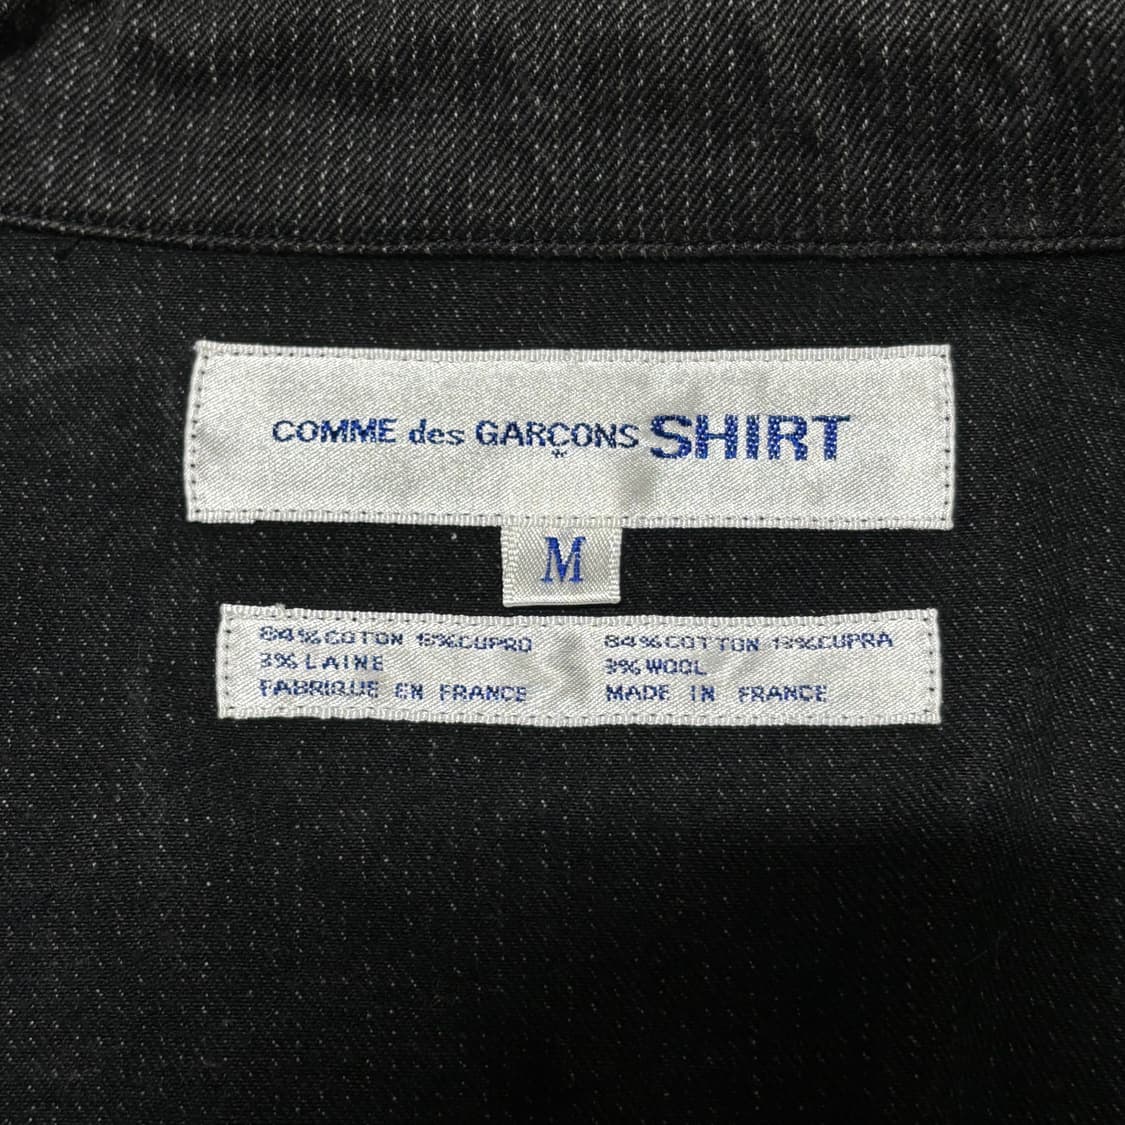 COMME des GARÇONS SHIRT
M
84% COTON 13% CUPRO
3% LAINE
FABRIQUE EN FRANCE
84% COTTON 13% CUPRA
3% WOOL
MADE IN FRANCE